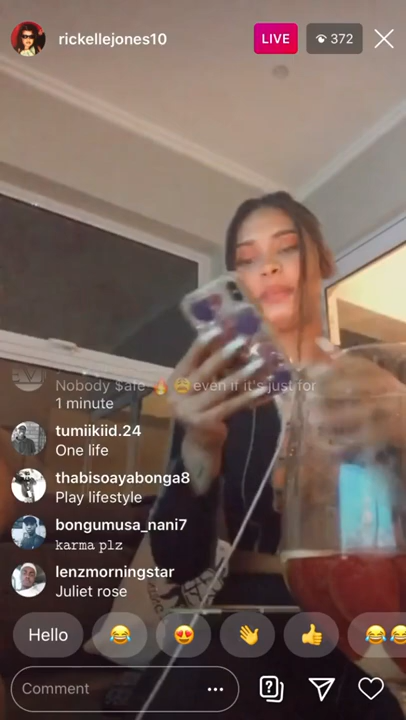 rickellejones10
LIVE
372
Nobody $afe 🔥 😩 even if it's just for
1 minute
tumiikiid.24
One life
thabisoayabonga8
Play lifestyle
bongumusa_nani7
karma plz
lenzmorningstar
Juliet rose
Hello
Comment